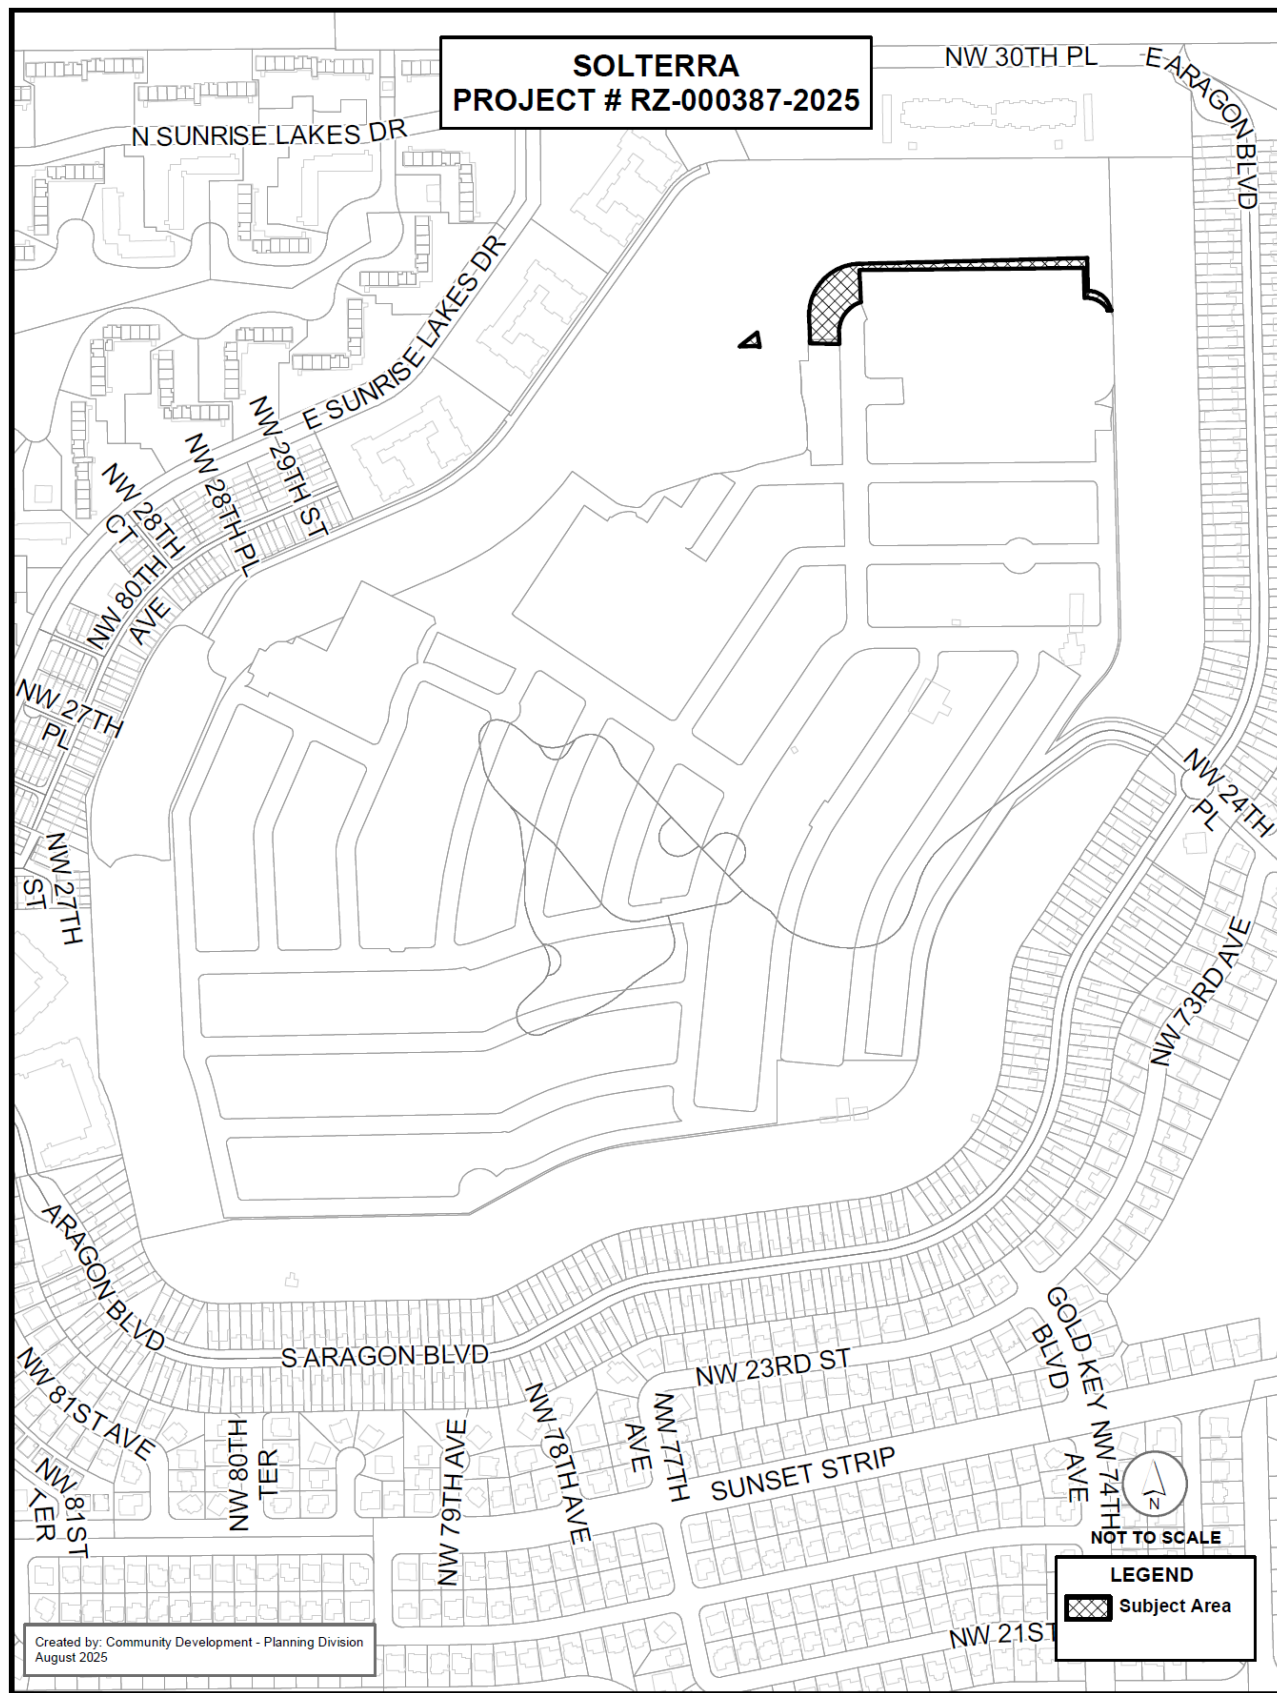 SOLTERRA
PROJECT # RZ-000387-2025
NW 30TH PL
E ARAGON BLVD
N SUNRISE LAKES DR
E SUNRISE LAKES DR
NW 29TH ST
NW 28TH PL
NW 28TH
CT
NW 80TH
AVE
NW 27TH
PL
NW 27TH
ST
NW 24TH
PL
NW 73RD AVE
ARAGON BLVD
S ARAGON BLVD
GOLD KEY
BLVD
NW 23RD ST
NW 81ST AVE
NW 81ST
TER
NW 80TH
TER
NW 79TH AVE
NW 78TH AVE
NW 77TH
AVE
SUNSET STRIP
NW 74TH
AVE
N
NOT TO SCALE
LEGEND
Subject Area
NW 21ST
Created by: Community Development - Planning Division
August 2025